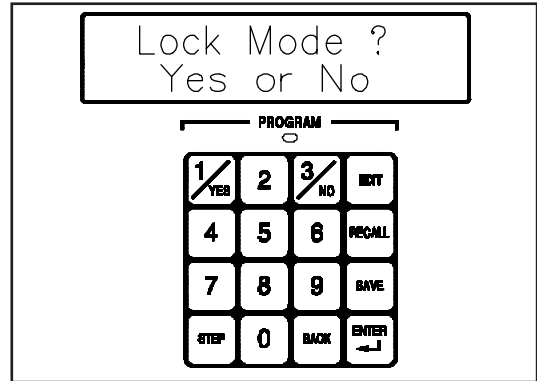 Lock Mode ?
Yes or No
PROGRAM
1/YES 2 3/NO EXIT
4 5 6 RECALL
7 8 9 SAVE
STEP 0 BACK ENTER